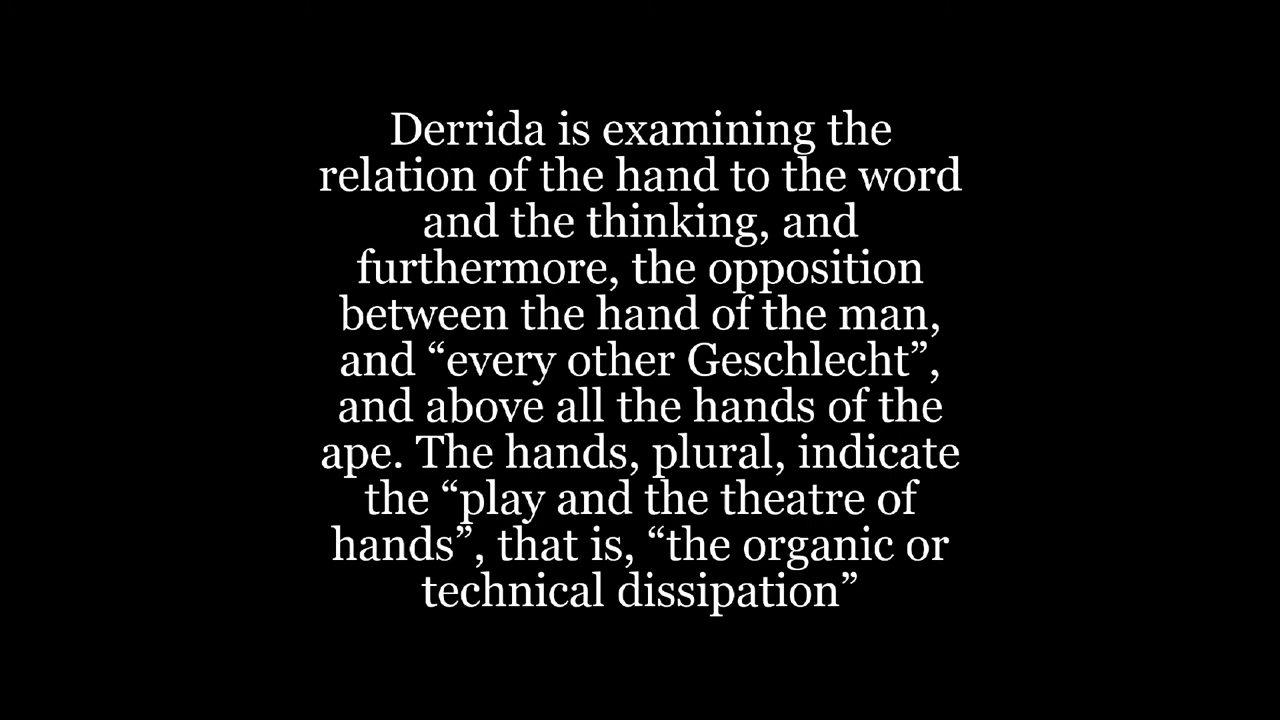 Derrida is examining the
relation of the hand to the word
and the thinking, and
furthermore, the opposition
between the hand of the man,
and “every other Geschlecht”,
and above all the hands of the
ape. The hands, plural, indicate
the “play and the theatre of
hands”, that is, “the organic or
technical dissipation”